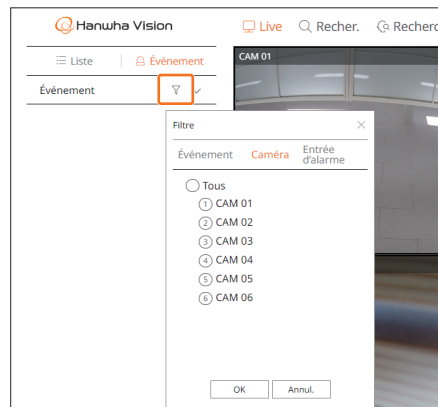 Hanwha Vision
Live Recher. Recherc
Liste Événement
CAM 01
Événement
Filtre
Événement Caméra Entrée
d'alarme
Tous
1 CAM 01
2 CAM 02
3 CAM 03
4 CAM 04
5 CAM 05
6 CAM 06
OK Annul.